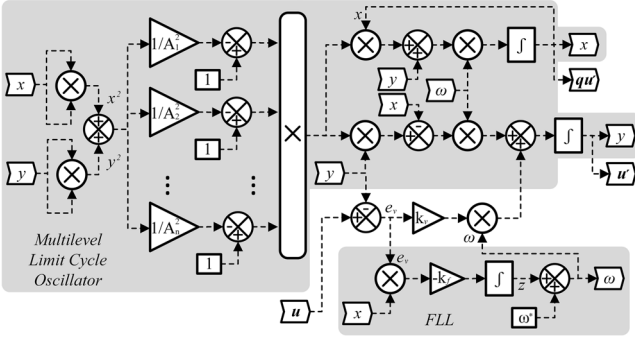 x
y
x²
y²
1/A₁²
1/A₂²
1/Aₙ²
1
1
1
x
y
x
ω
x
qu'
y
u'
y
eᵥ
kᵥ
ω
u
eᵥ
x
-k_f
z
ω*
ω
FLL
Multilevel
Limit Cycle
Oscillator